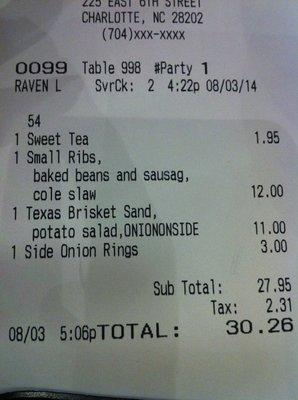 225 EAST 6TH STREET
CHARLOTTE, NC 28202
(704)xxx-xxxx
0099 Table 998 #Party 1
RAVEN L SvrCk: 2 4:22p 08/03/14
54
1 Sweet Tea 1.95
1 Small Ribs,
baked beans and sausag,
cole slaw 12.00
1 Texas Brisket Sand,
potato salad,ONIONONSIDE 11.00
1 Side Onion Rings 3.00
Sub Total: 27.95
Tax: 2.31
08/03 5:06pTOTAL: 30.26